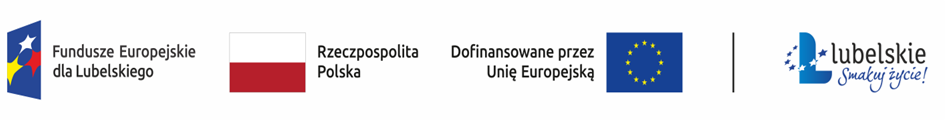 Fundusze Europejskie
dla Lubelskiego
Rzeczpospolita
Polska
Dofinansowane przez
Unię Europejską
lubelskie
Smakuj życie!